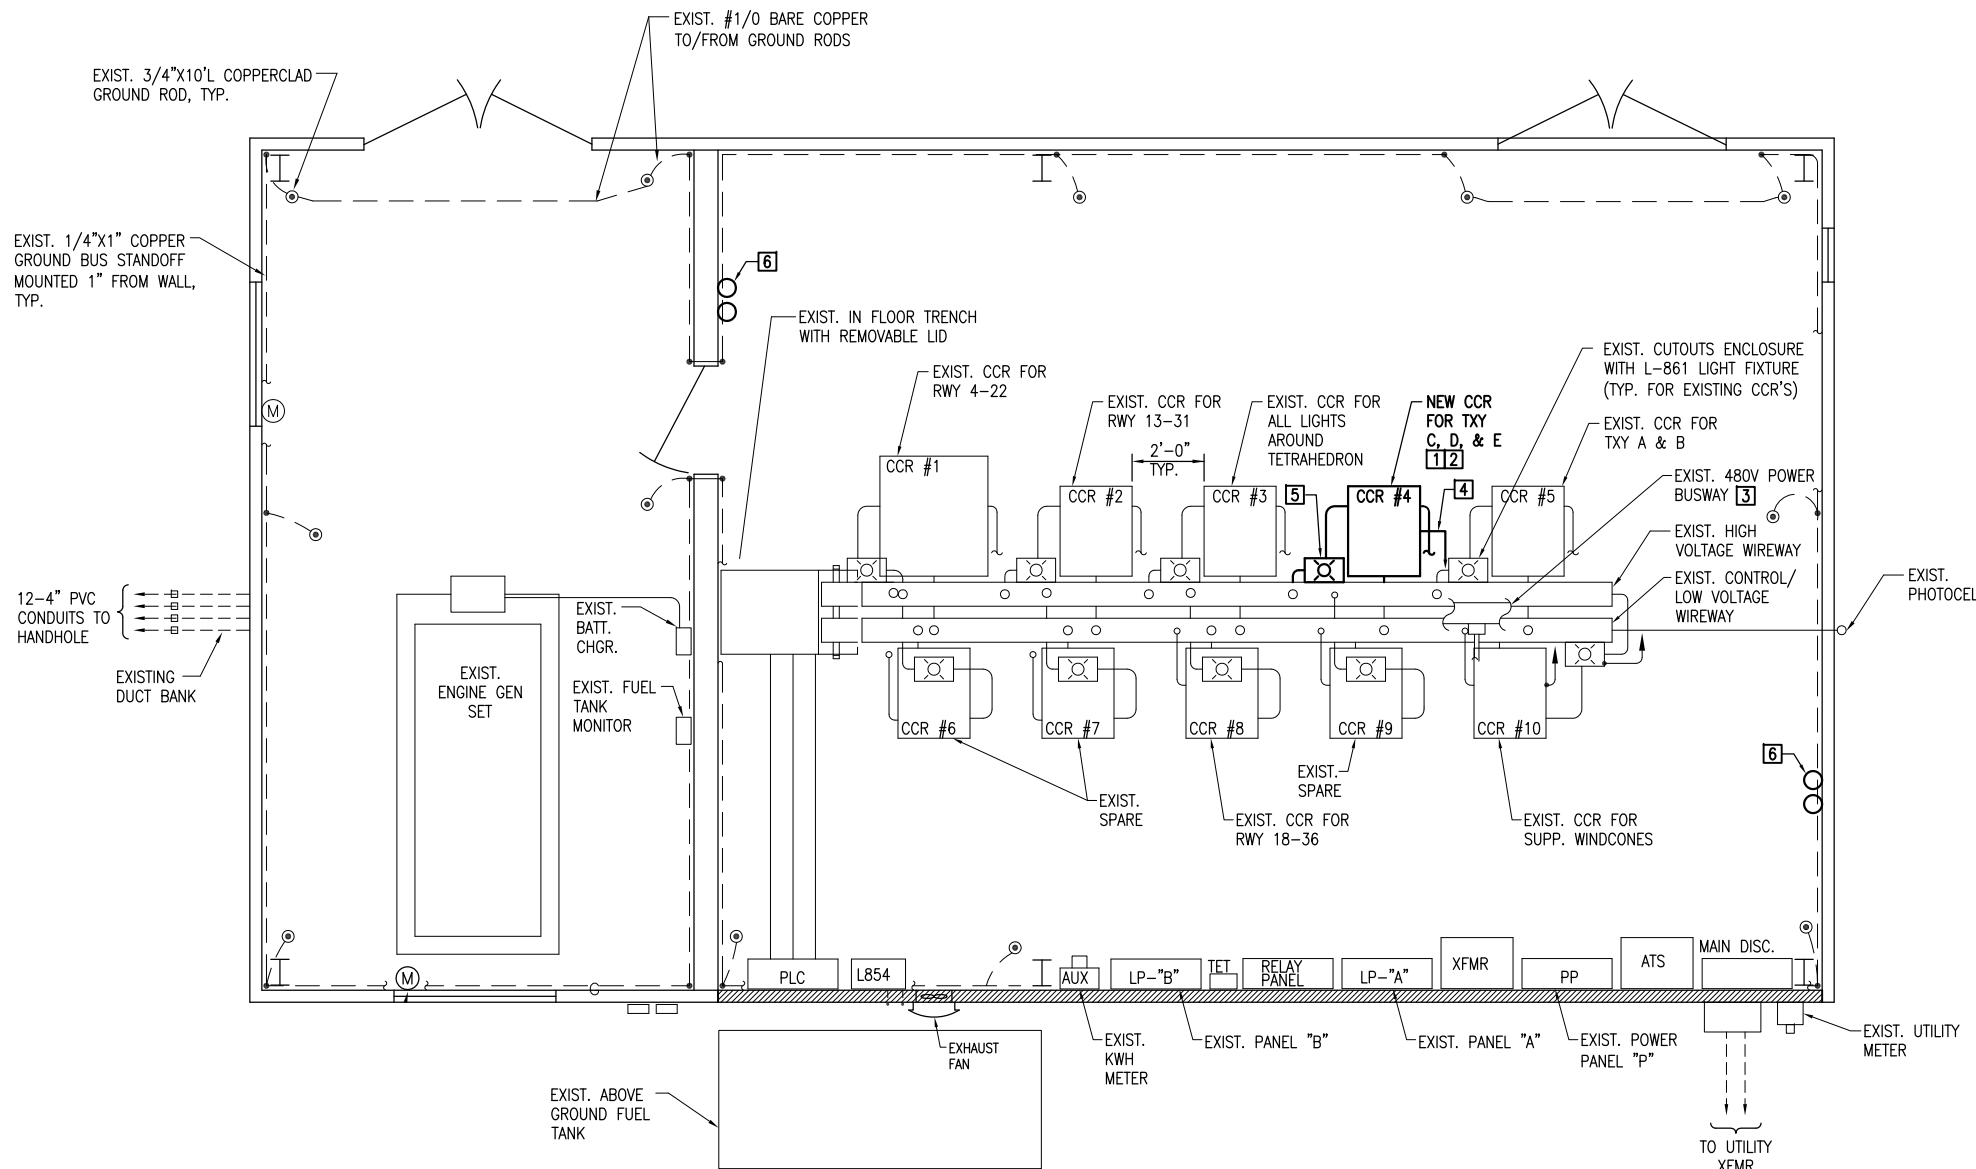 EXIST. #1/0 BARE COPPER
TO/FROM GROUND RODS
EXIST. 3/4"X10'L COPPERCLAD
GROUND ROD, TYP.
EXIST. 1/4"X1" COPPER
GROUND BUS STANDOFF
MOUNTED 1" FROM WALL,
TYP.
6
EXIST. IN FLOOR TRENCH
WITH REMOVABLE LID
EXIST. CCR FOR
RWY 4-22
EXIST. CCR FOR
RWY 13-31
2'-0"
TYP.
EXIST. CCR FOR
ALL LIGHTS
AROUND
TETRAHEDRON
NEW CCR
FOR TXY
C, D, & E
1 2
EXIST. CUTOUTS ENCLOSURE
WITH L-861 LIGHT FIXTURE
(TYP. FOR EXISTING CCR'S)
EXIST. CCR FOR
TXY A & B
EXIST. 480V POWER
BUSWAY 3
EXIST. HIGH
VOLTAGE WIREWAY
EXIST. CONTROL/
LOW VOLTAGE
WIREWAY
EXIST.
PHOTOCEL
M
CCR #1
CCR #2
CCR #3
5
CCR #4
4
CCR #5
12-4" PVC
CONDUITS TO
HANDHOLE
EXISTING
DUCT BANK
EXIST.
ENGINE GEN
SET
EXIST.
BATT.
CHGR.
EXIST. FUEL
TANK
MONITOR
CCR #6
CCR #7
CCR #8
CCR #9
CCR #10
EXIST.
SPARE
EXIST. CCR FOR
RWY 18-36
EXIST.
SPARE
EXIST. CCR FOR
SUPP. WINDCONES
6
M
PLC
L854
AUX
LP-"B"
TET
RELAY
PANEL
LP-"A"
XFMR
PP
ATS
MAIN DISC.
EXHAUST
FAN
EXIST.
KWH
METER
EXIST. PANEL "B"
EXIST. PANEL "A"
EXIST. POWER
PANEL "P"
EXIST. UTILITY
METER
EXIST. ABOVE
GROUND FUEL
TANK
TO UTILITY
XFMR